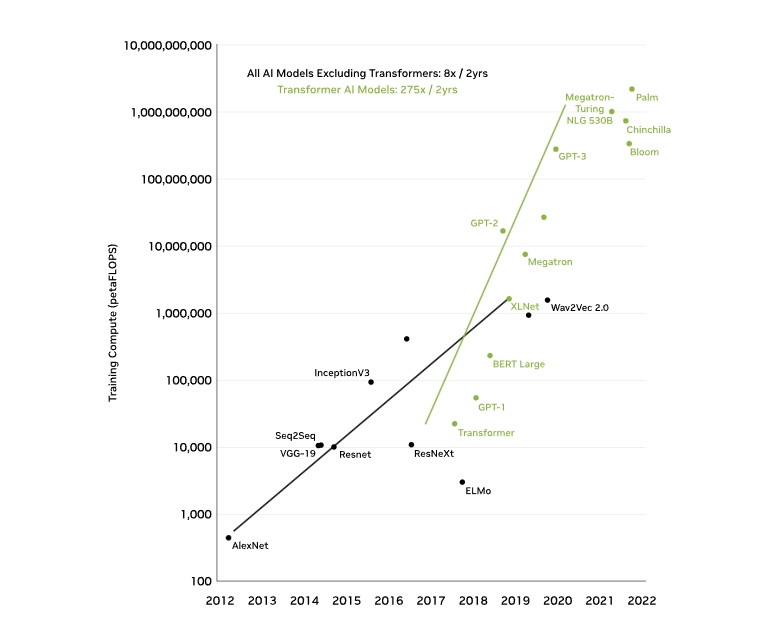 10,000,000,000
All AI Models Excluding Transformers: 8x / 2yrs
Transformer AI Models: 275x / 2yrs
Megatron-
Turing
NLG 530B
Palm
1,000,000,000
Chinchilla
Bloom
GPT-3
100,000,000
GPT-2
10,000,000
Megatron
Training Compute (petaFLOPS)
1,000,000
XLNet
Wav2Vec 2.0
BERT Large
InceptionV3
100,000
GPT-1
Transformer
Seq2Seq
VGG-19
10,000
Resnet
ResNeXt
ELMo
1,000
AlexNet
100
2012 2013 2014 2015 2016 2017 2018 2019 2020 2021 2022